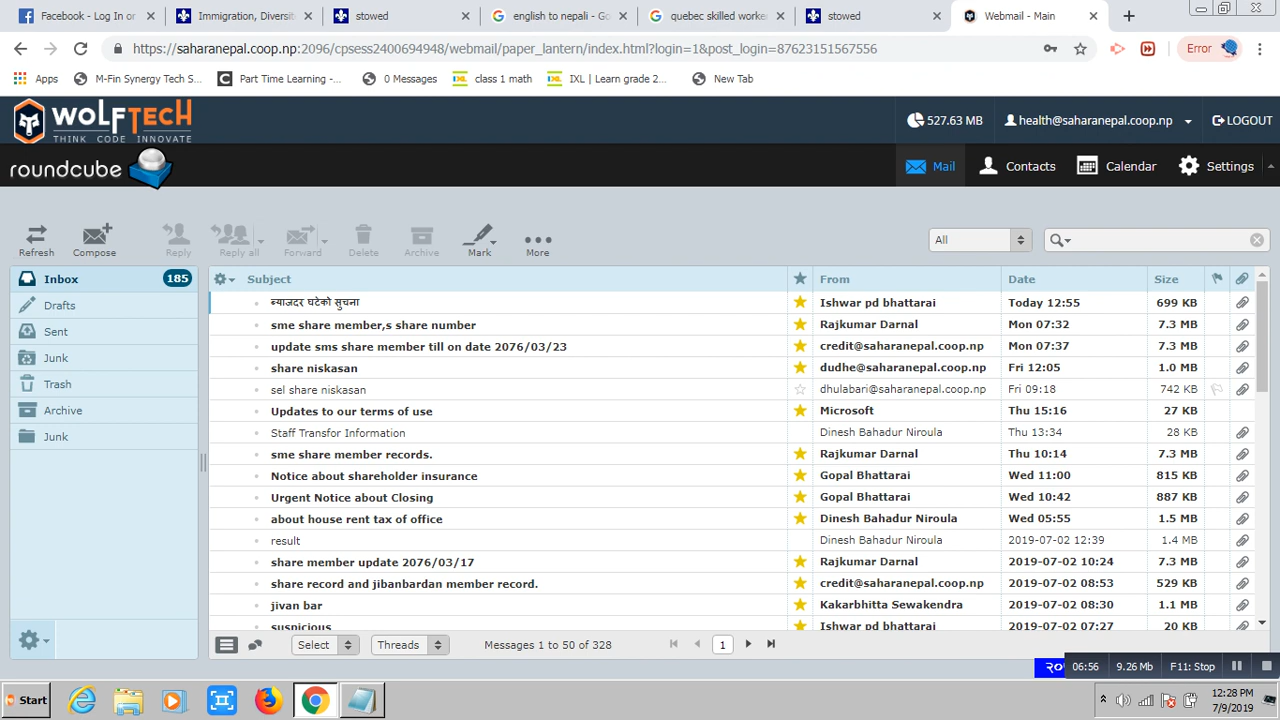 Facebook - Log In or
Immigration, Diversit
stowed
english to nepali - G
quebec skilled work
stowed
Webmail - Main
https://saharanepal.coop.np:2096/cpsess2400694948/webmail/paper_lantern/index.html?login=1&post_login=87623151567556
Error
Apps
M-Fin Synergy Tech S...
Part Time Learning -...
0 Messages
class 1 math
IXL | Learn grade 2...
New Tab
WOLFTECH
THINK CODE INNOVATE
527.63 MB
health@saharanepal.coop.np
LOGOUT
roundcube
Mail
Contacts
Calendar
Settings
Refresh
Compose
Reply
Reply all
Forward
Delete
Archive
Mark
More
All
Inbox 185
Drafts
Sent
Junk
Trash
Archive
Junk
Subject From Date Size
ब्याजदर घटेको सुचना Ishwar pd bhattarai Today 12:55 699 KB
sme share member,s share number Rajkumar Darnal Mon 07:32 7.3 MB
update sms share member till on date 2076/03/23 credit@saharanepal.coop.np Mon 07:37 7.3 MB
share niskasan dudhe@saharanepal.coop.np Fri 12:05 1.0 MB
sel share niskasan dhulabari@saharanepal.coop.np Fri 09:18 742 KB
Updates to our terms of use Microsoft Thu 15:16 27 KB
Staff Transfor Information Dinesh Bahadur Niroula Thu 13:34 28 KB
sme share member records. Rajkumar Darnal Thu 10:14 7.3 MB
Notice about shareholder insurance Gopal Bhattarai Wed 11:00 815 KB
Urgent Notice about Closing Gopal Bhattarai Wed 10:42 887 KB
about house rent tax of office Dinesh Bahadur Niroula Wed 05:55 1.5 MB
result Dinesh Bahadur Niroula 2019-07-02 12:39 1.4 MB
share member update 2076/03/17 Rajkumar Darnal 2019-07-02 10:24 7.3 MB
share record and jibanbardan member record. credit@saharanepal.coop.np 2019-07-02 08:53 529 KB
jivan bar Kakarbhitta Sewakendra 2019-07-02 08:30 1.1 MB
suspicious Ishwar pd bhattarai 2019-07-02 07:27 20 KB
Select
Threads
Messages 1 to 50 of 328
1
06:56 9.26 Mb F11: Stop
Start
12:28 PM
7/9/2019